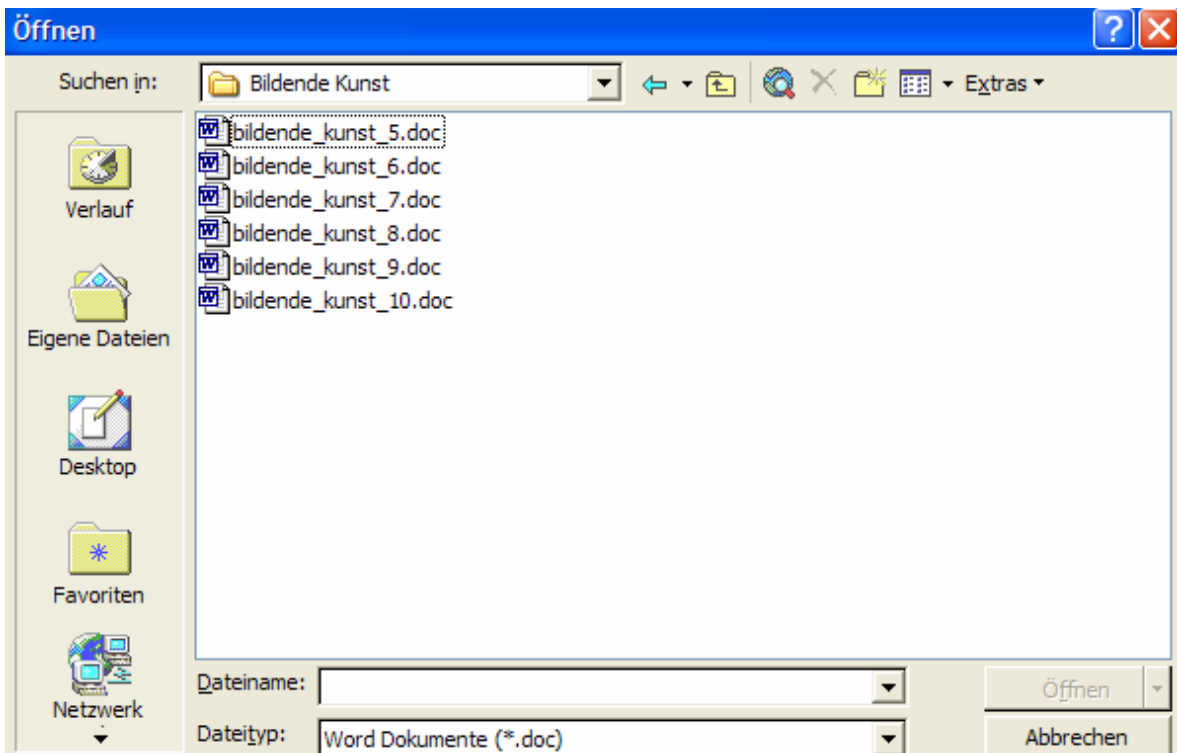 Öffnen
Suchen in: Bildende Kunst Extras
bildende_kunst_5.doc
bildende_kunst_6.doc
bildende_kunst_7.doc
bildende_kunst_8.doc
bildende_kunst_9.doc
bildende_kunst_10.doc
Verlauf
Eigene Dateien
Desktop
Favoriten
Netzwerk
Dateiname: Öffnen
Dateityp: Word Dokumente (*.doc) Abbrechen